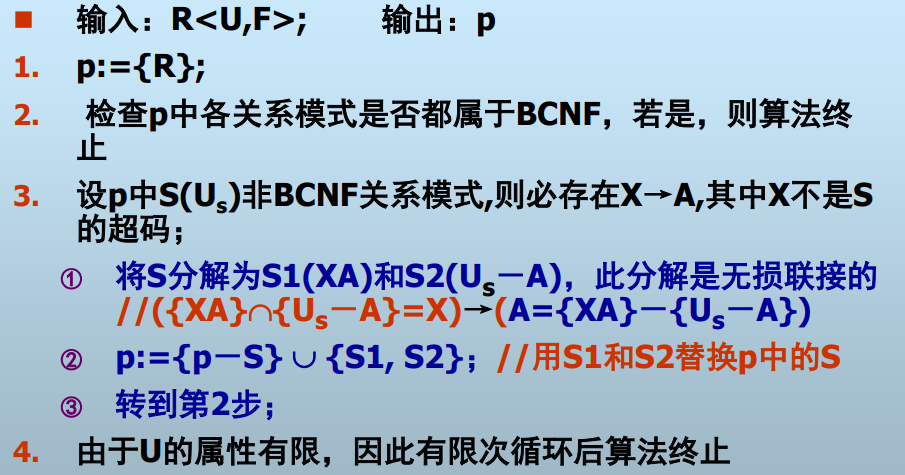 ■ 输入：R<U,F>; 输出：p
1. p:={R};
2. 检查p中各关系模式是否都属于BCNF，若是，则算法终
止
3. 设p中S(Us)非BCNF关系模式,则必存在X→A,其中X不是S
的超码；
① 将S分解为S1(XA)和S2(Us－A)，此分解是无损联接的
//({XA}∩{Us－A}=X)→(A={XA}－{Us－A})
② p:={p－S}∪{S1, S2}；//用S1和S2替换p中的S
③ 转到第2步；
4. 由于U的属性有限，因此有限次循环后算法终止